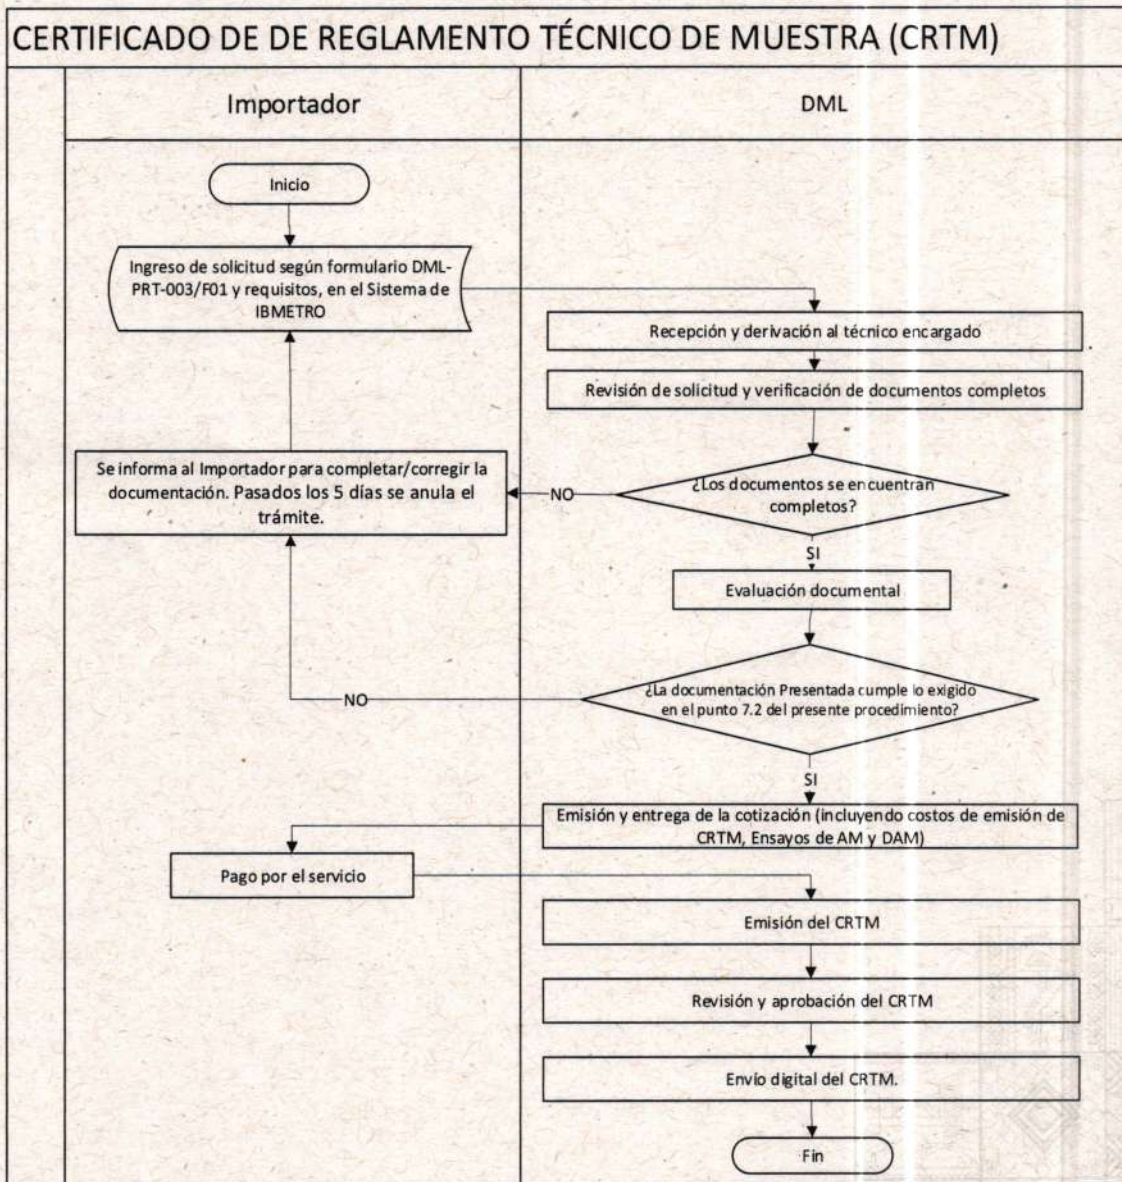 CERTIFICADO DE DE REGLAMENTO TÉCNICO DE MUESTRA (CRTM)
Importador
DML
Inicio
Ingreso de solicitud según formulario DML-
PRT-003/F01 y requisitos, en el Sistema de
IBMETRO
Recepción y derivación al técnico encargado
Revisión de solicitud y verificación de documentos completos
¿Los documentos se encuentran
completos?
NO
Se informa al Importador para completar/corregir la
documentación. Pasados los 5 días se anula el
trámite.
SI
Evaluación documental
¿La documentación Presentada cumple lo exigido
en el punto 7.2 del presente procedimiento?
NO
SI
Emisión y entrega de la cotización (incluyendo costos de emisión de
CRTM, Ensayos de AM y DAM)
Pago por el servicio
Emisión del CRTM
Revisión y aprobación del CRTM
Envío digital del CRTM.
Fin